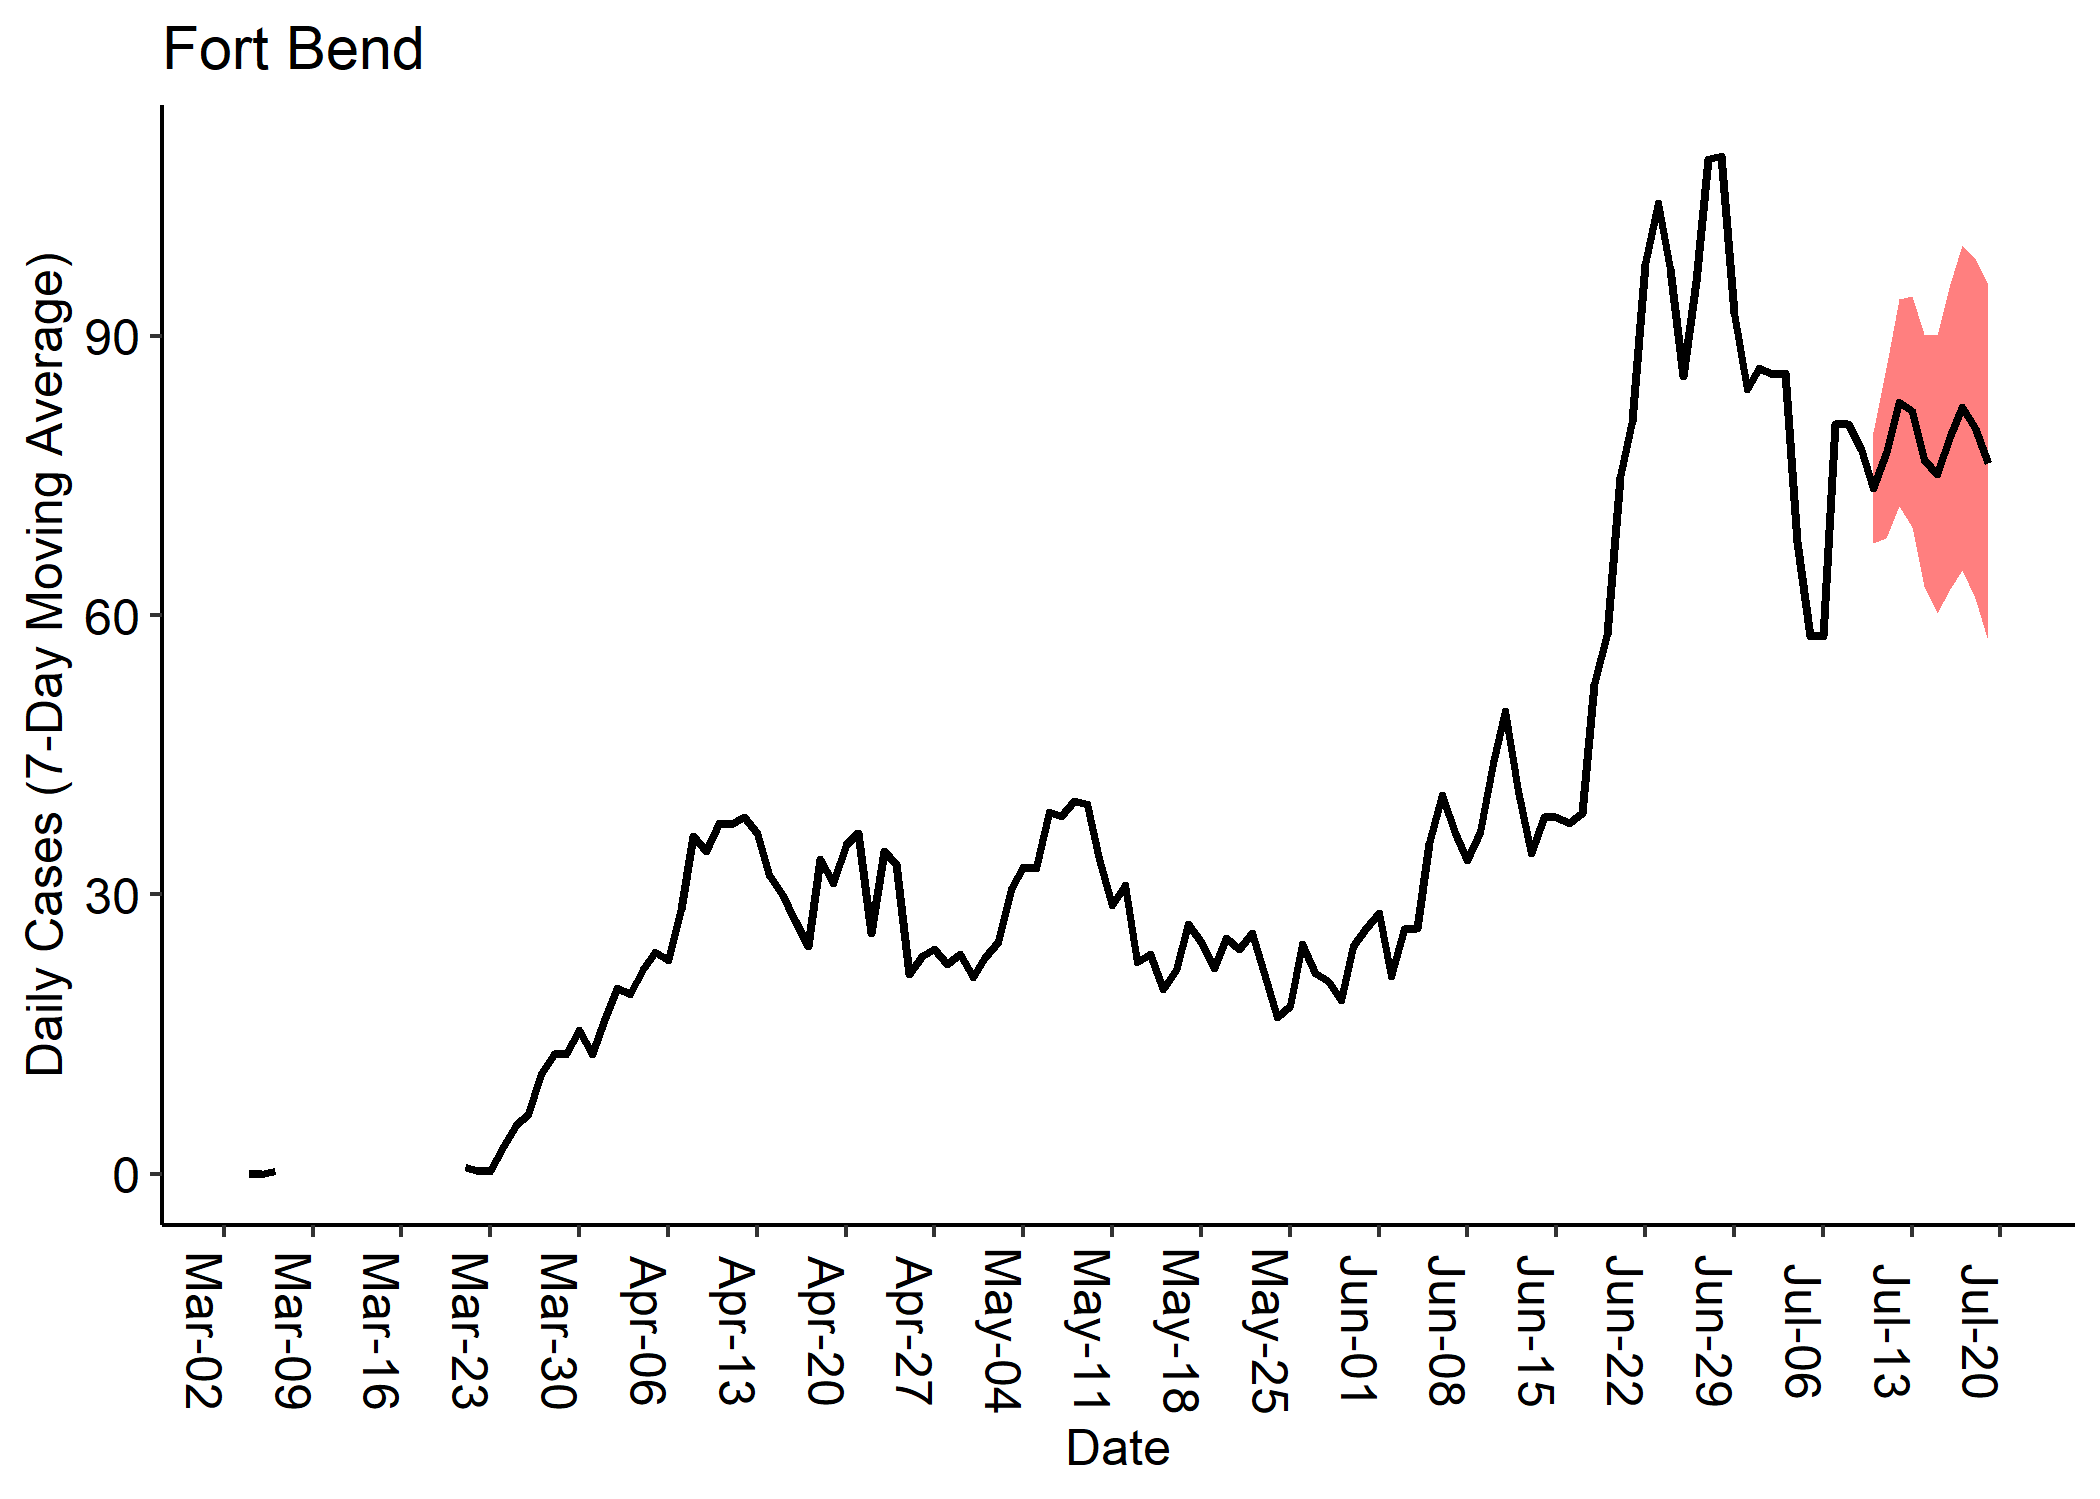 Fort Bend
Daily Cases (7-Day Moving Average)
90
60
30
0
Mar-02
Mar-09
Mar-16
Mar-23
Mar-30
Apr-06
Apr-13
Apr-20
Apr-27
May-04
May-11
May-18
May-25
Jun-01
Jun-08
Jun-15
Jun-22
Jun-29
Jul-06
Jul-13
Jul-20
Date